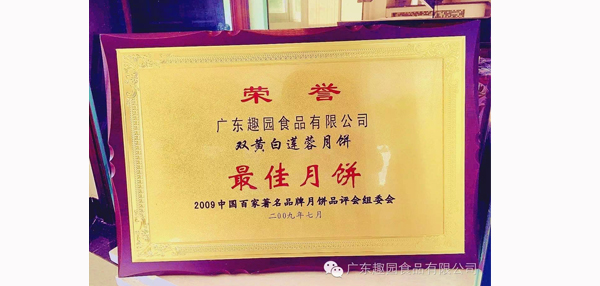 荣誉
广东趣园食品有限公司
双黄白莲蓉月饼
最佳月饼
2009中国百家著名品牌月饼品评会组委会
二00九年七月
广东趣园食品有限公司